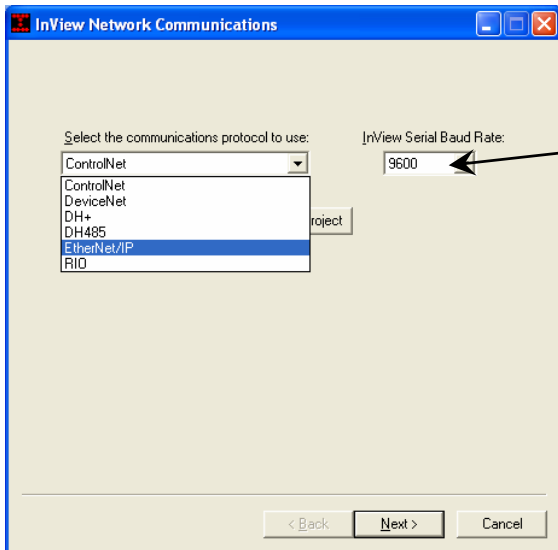 InView Network Communications
Select the communications protocol to use:
InView Serial Baud Rate:
ControlNet
9600
ControlNet
DeviceNet
DH+
DH485
roject
EtherNet/IP
RIO
< Back
Next >
Cancel